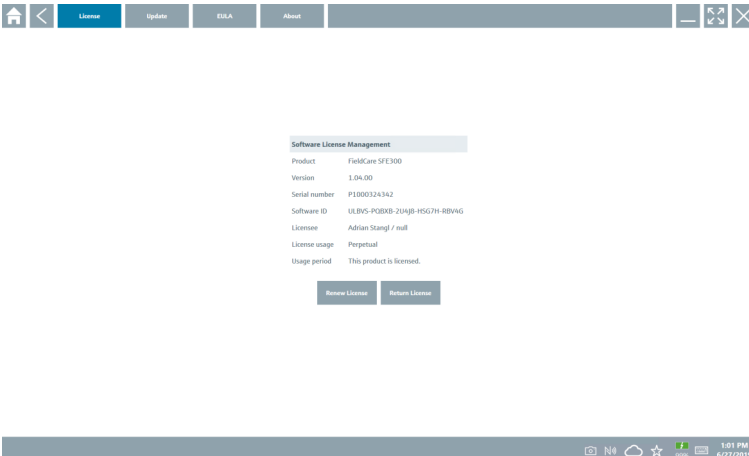 License Update EULA About
Software License Management
Product FieldCare SFE300
Version 1.04.00
Serial number P1000324342
Software ID ULBVS-PQBXB-2U4J8-HSG7H-RBV4G
Licensee Adrian Stangl / null
License usage Perpetual
Usage period This product is licensed.
Renew License Return License
1:01 PM
100%